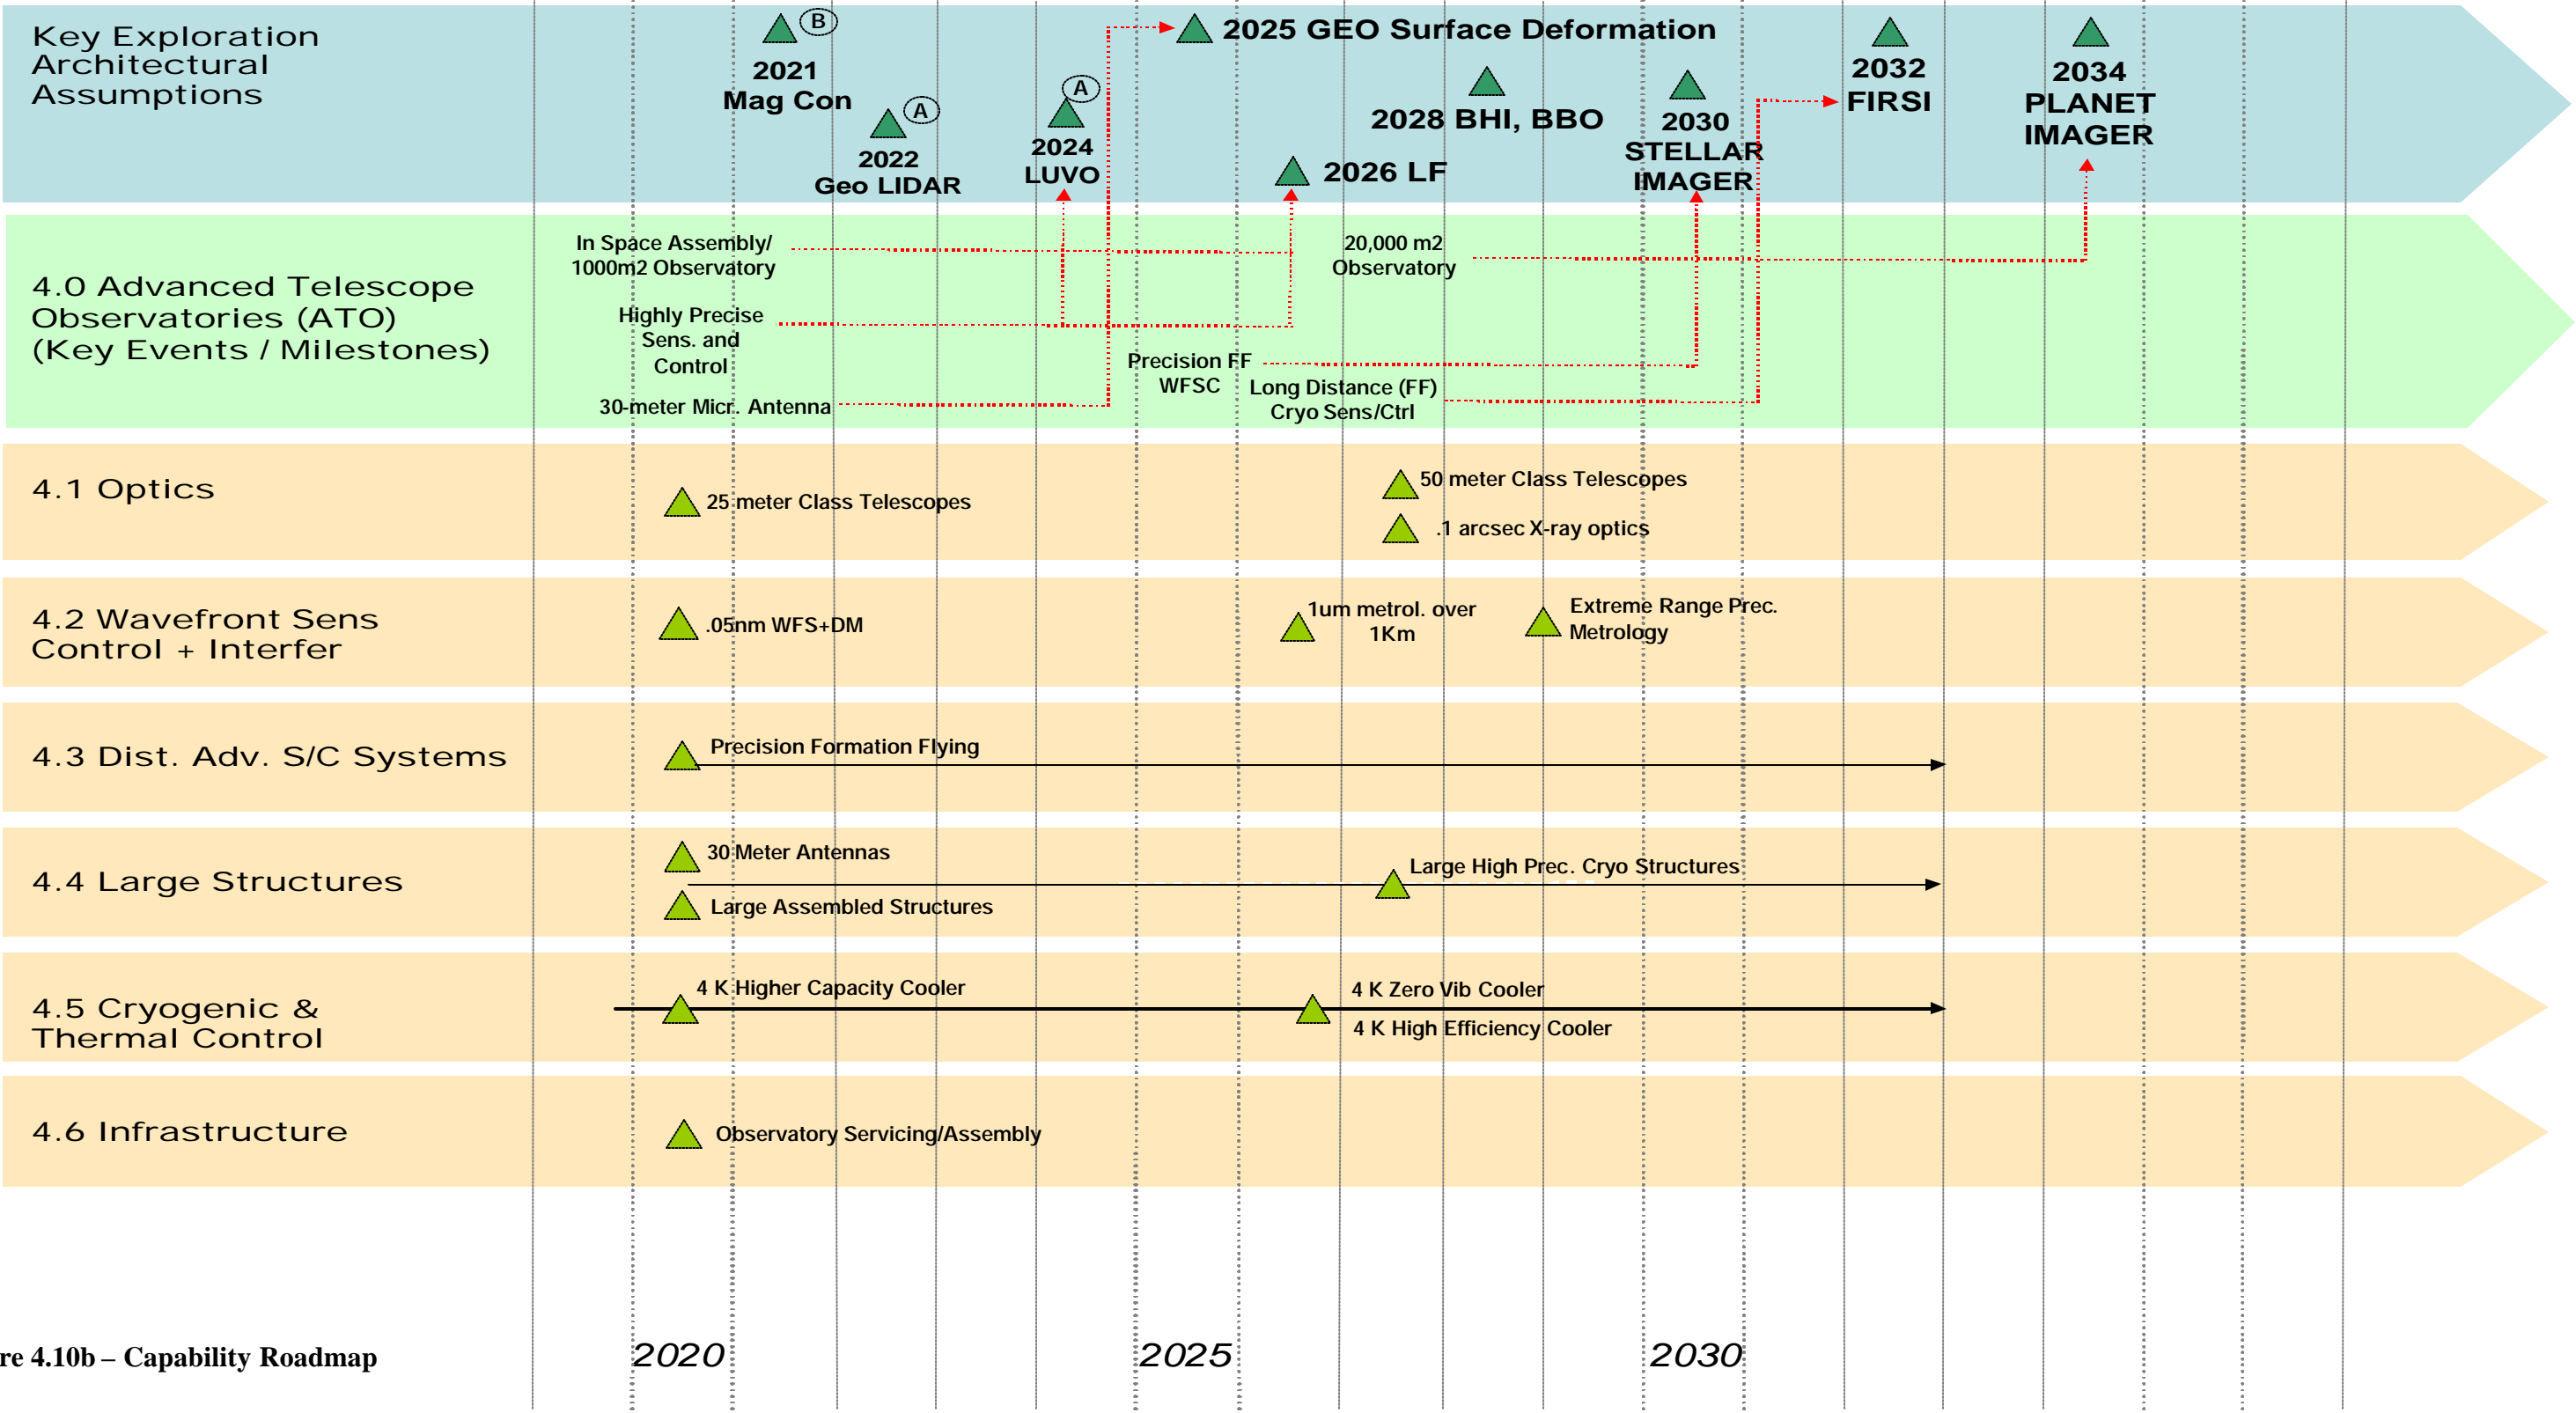 Key Exploration
Architectural
Assumptions
B
2021
Mag Con
A
2022
Geo LIDAR
A
2024
LUVO
2025 GEO Surface Deformation
2026 LF
2028 BHI, BBO
2030
STELLAR
IMAGER
2032
FIRSI
2034
PLANET
IMAGER
4.0 Advanced Telescope
Observatories (ATO)
(Key Events / Milestones)
In Space Assembly/
1000m2 Observatory
Highly Precise
Sens. and
Control
30-meter Micr. Antenna
20,000 m2
Observatory
Precision FF
WFSC
Long Distance (FF)
Cryo Sens/Ctrl
4.1 Optics
25 meter Class Telescopes
50 meter Class Telescopes
.1 arcsec X-ray optics
4.2 Wavefront Sens
Control + Interfer
.05nm WFS+DM
1um metrol. over
1Km
Extreme Range Prec.
Metrology
4.3 Dist. Adv. S/C Systems
Precision Formation Flying
4.4 Large Structures
30 Meter Antennas
Large Assembled Structures
Large High Prec. Cryo Structures
4.5 Cryogenic &
Thermal Control
4 K Higher Capacity Cooler
4 K Zero Vib Cooler
4 K High Efficiency Cooler
4.6 Infrastructure
Observatory Servicing/Assembly
re 4.10b – Capability Roadmap
2020
2025
2030